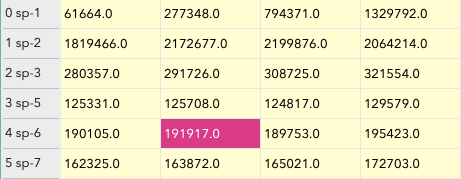 0 sp-1 61664.0 277348.0 794371.0 1329792.0
1 sp-2 1819466.0 2172677.0 2199876.0 2064214.0
2 sp-3 280357.0 291726.0 308725.0 321554.0
3 sp-5 125331.0 125708.0 124817.0 129579.0
4 sp-6 190105.0 191917.0 189753.0 195423.0
5 sp-7 162325.0 163872.0 165021.0 172703.0